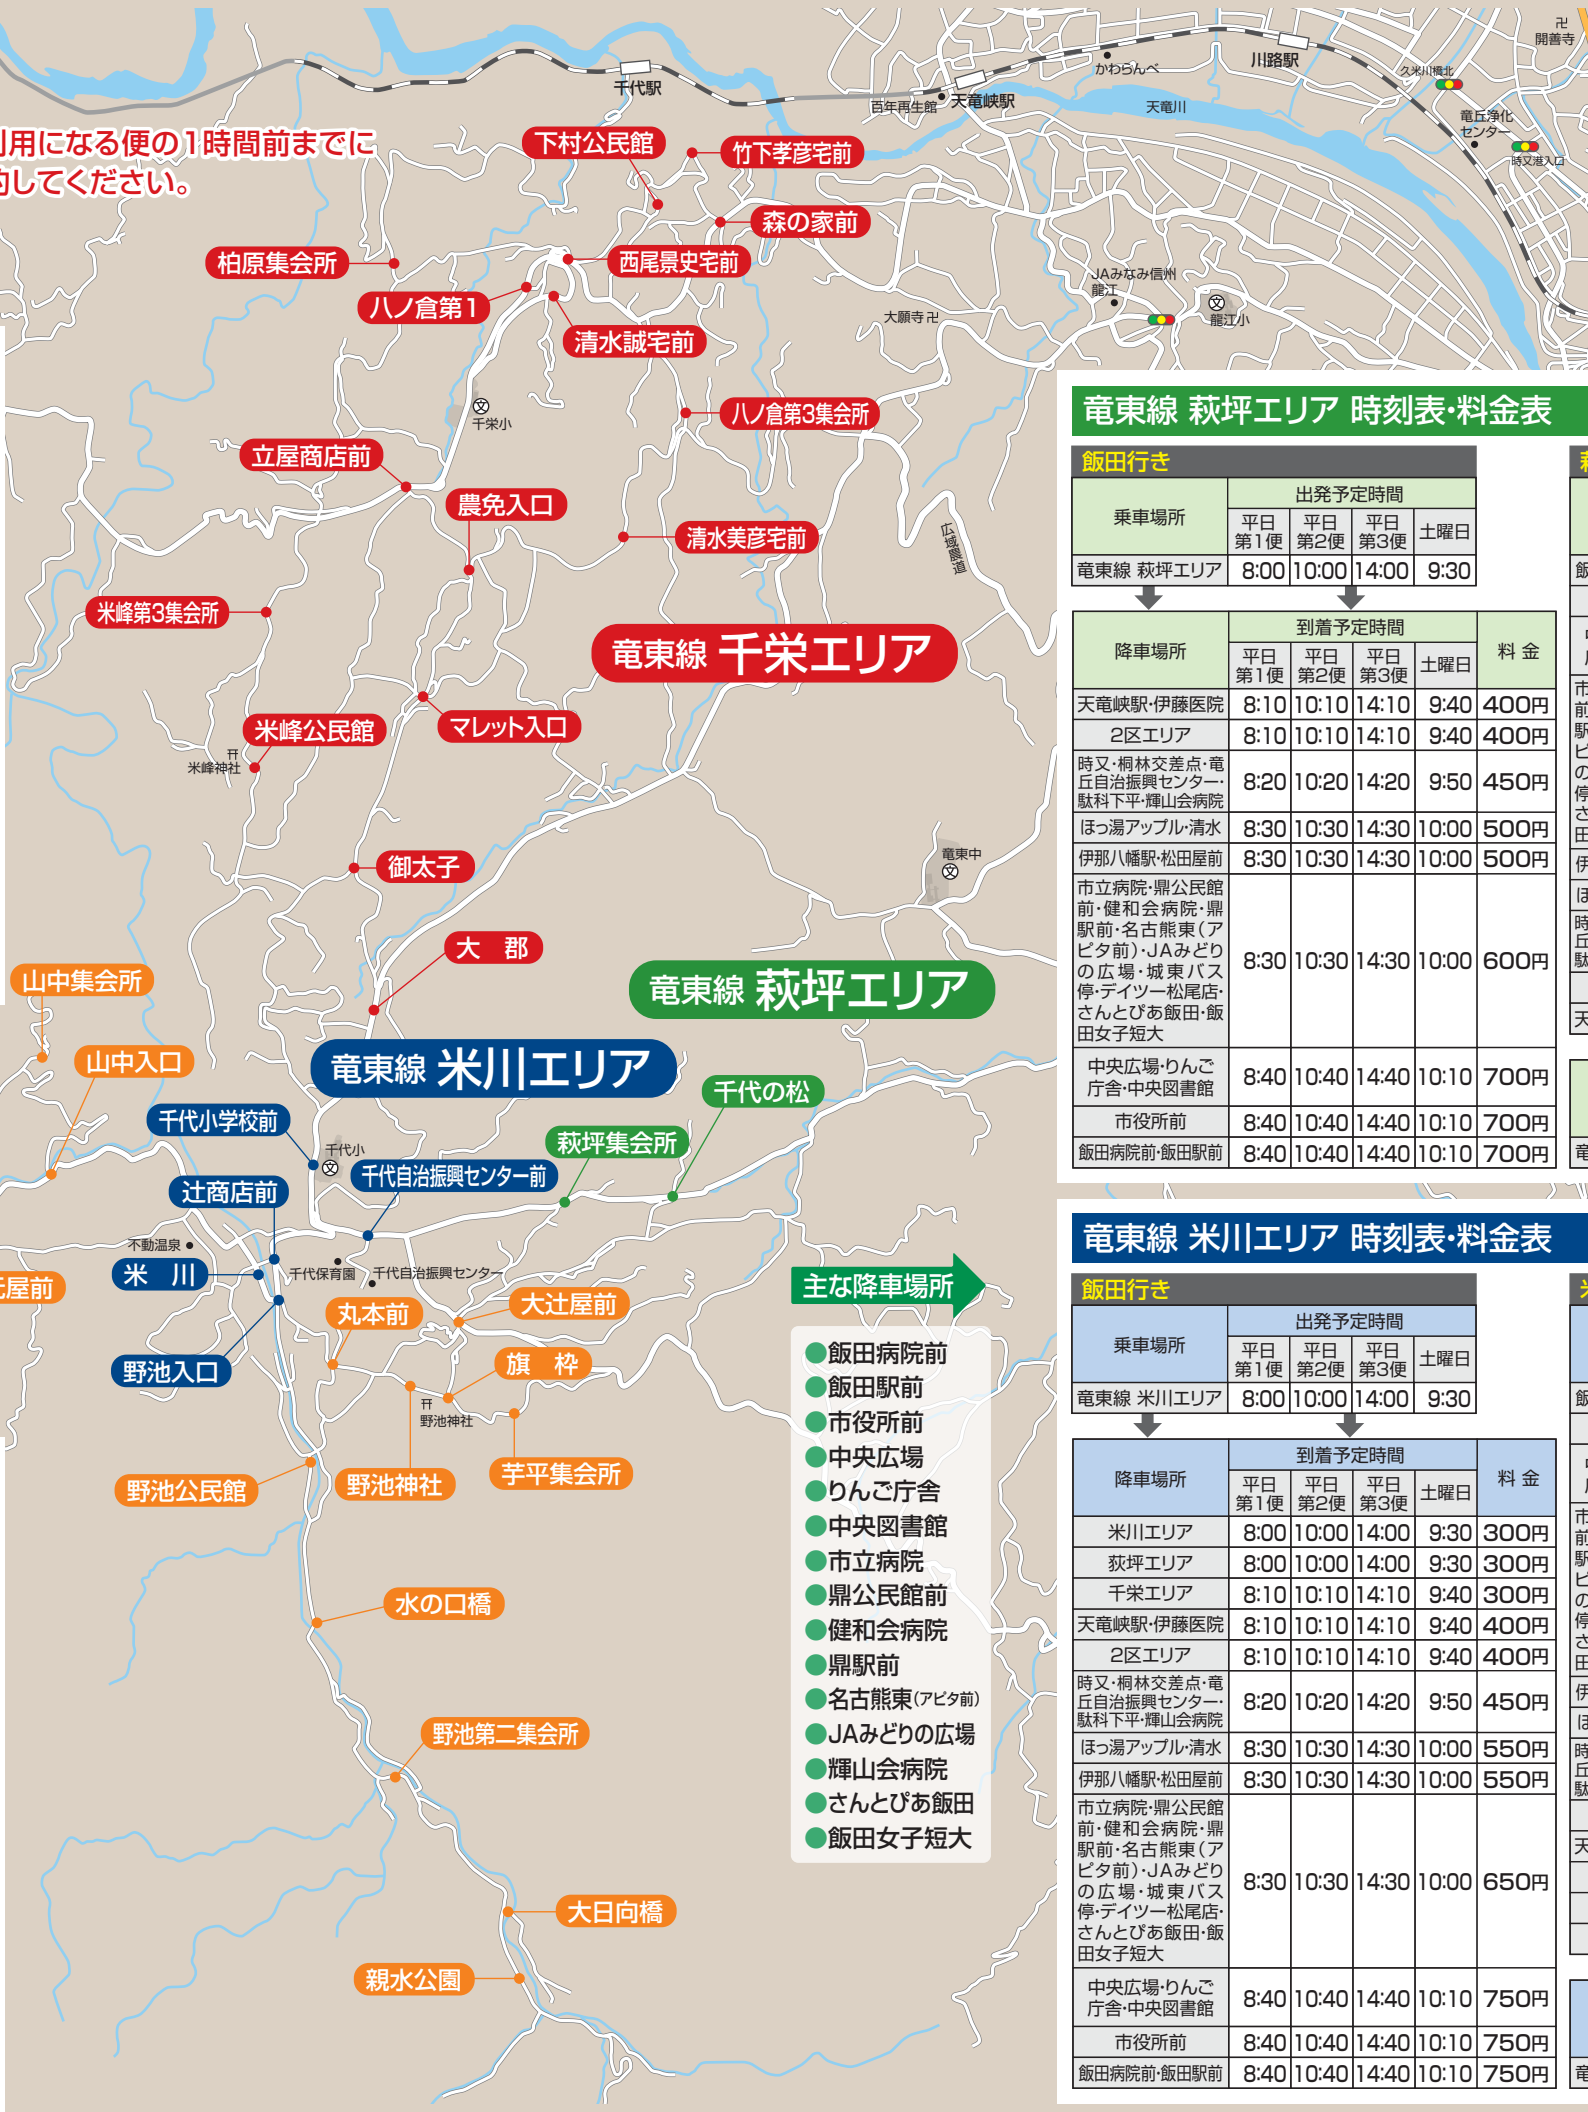 千代駅
天竜峡駅
百年再生館
かわらんべ
川路駅
天竜川
久米川橋北
卍
開善寺
竜丘浄化
センター
時又港入口
用になる便の1時間前までに
してください。
下村公民館
竹下孝彦宅前
森の家前
柏原集会所
西尾景史宅前
八ノ倉第1
清水誠宅前
JAみなみ信州
龍江
文
龍江小
大願寺卍
文
千栄小
八ノ倉第3集会所
立屋商店前
農免入口
清水美彦宅前
広域農道
米峰第3集会所
竜東線 千栄エリア
米峰公民館
米峰神社
マレット入口
御太子
竜東中
文
大 郡
竜東線 萩坪エリア
山中集会所
山中入口
竜東線 米川エリア
千代の松
千代小学校前
千代小
文
萩坪集会所
千代自治振興センター前
辻商店前
不動温泉
米 川
千代保育園
千代自治振興センター
屋前
丸本前
大辻屋前
野池入口
旗 枠
野池神社
野池公民館
野池神社
芋平集会所
水の口橋
野池第二集会所
大日向橋
親水公園
主な降車場所
●飯田病院前
●飯田駅前
●市役所前
●中央広場
●りんご庁舎
●中央図書館
●市立病院
●鼎公民館前
●健和会病院
●鼎駅前
●名古熊東(アピタ前)
●JAみどりの広場
●輝山会病院
●さんとぴあ飯田
●飯田女子短大
竜東線 萩坪エリア 時刻表・料金表
飯田行き
乗車場所 出発予定時間
平日第1便 平日第2便 平日第3便 土曜日
竜東線 萩坪エリア 8:00 10:00 14:00 9:30
降車場所 到着予定時間 料 金
平日第1便 平日第2便 平日第3便 土曜日
天竜峡駅・伊藤医院 8:10 10:10 14:10 9:40 400円
2区エリア 8:10 10:10 14:10 9:40 400円
時又・桐林交差点・竜
丘自治振興センター・
駄科下平・輝山会病院 8:20 10:20 14:20 9:50 450円
ほっ湯アップル・清水 8:30 10:30 14:30 10:00 500円
伊那八幡駅・松田屋前 8:30 10:30 14:30 10:00 500円
市立病院・鼎公民館
前・健和会病院・鼎
駅前・名古熊東(ア
ピタ前)・JAみどり
の広場・城東バス
停・デイツー松尾店・
さんとぴあ飯田・飯
田女子短大 8:30 10:30 14:30 10:00 600円
中央広場・りんご
庁舎・中央図書館 8:40 10:40 14:40 10:10 700円
市役所前 8:40 10:40 14:40 10:10 700円
飯田病院前・飯田駅前 8:40 10:40 14:40 10:10 700円
竜東線 米川エリア 時刻表・料金表
飯田行き
乗車場所 出発予定時間
平日第1便 平日第2便 平日第3便 土曜日
竜東線 米川エリア 8:00 10:00 14:00 9:30
降車場所 到着予定時間 料 金
平日第1便 平日第2便 平日第3便 土曜日
米川エリア 8:00 10:00 14:00 9:30 300円
荻坪エリア 8:00 10:00 14:00 9:30 300円
千栄エリア 8:10 10:10 14:10 9:40 300円
天竜峡駅・伊藤医院 8:10 10:10 14:10 9:40 400円
2区エリア 8:10 10:10 14:10 9:40 400円
時又・桐林交差点・竜
丘自治振興センター・
駄科下平・輝山会病院 8:20 10:20 14:20 9:50 450円
ほっ湯アップル・清水 8:30 10:30 14:30 10:00 550円
伊那八幡駅・松田屋前 8:30 10:30 14:30 10:00 550円
市立病院・鼎公民館
前・健和会病院・鼎
駅前・名古熊東(ア
ピタ前)・JAみどり
の広場・城東バス
停・デイツー松尾店・
さんとぴあ飯田・飯
田女子短大 8:30 10:30 14:30 10:00 650円
中央広場・りんご
庁舎・中央図書館 8:40 10:40 14:40 10:10 750円
市役所前 8:40 10:40 14:40 10:10 750円
飯田病院前・飯田駅前 8:40 10:40 14:40 10:10 750円